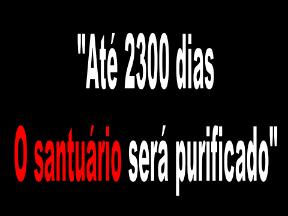 "Até 2300 dias
O santuário será purificado"